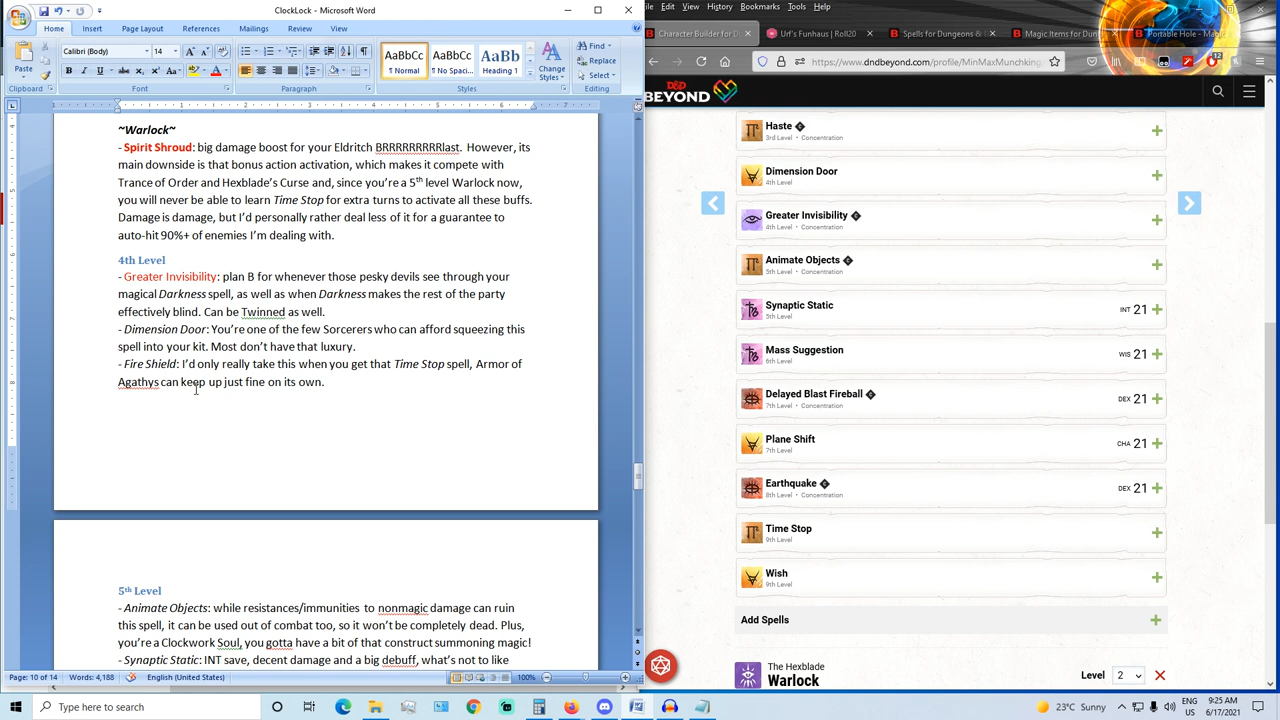 ClockLock - Microsoft Word
Home
Insert
Page Layout
References
Mailings
Review
View
Paste
Calibri (Body)
14
Find
Replace
Select
AaBbCc
AaBbCc
AaBb
Normal
No Spaci...
Heading 1
Change
Styles
Clipboard
Font
Paragraph
Styles
Editing
~Warlock~
- Spirit Shroud: big damage boost for your Eldritch BRRRRRRRRRlast. However, its
main downside is that bonus action activation, which makes it compete with
Trance of Order and Hexblade's Curse and, since you're a 5th level Warlock now,
you will never be able to learn Time Stop for extra turns to activate all these buffs.
Damage is damage, but I'd personally rather deal less of it for a guarantee to
auto-hit 90%+ of enemies I'm dealing with.
4th Level
- Greater Invisibility: plan B for whenever those pesky devils see through your
magical Darkness spell, as well as when Darkness makes the rest of the party
effectively blind. Can be Twinned as well.
- Dimension Door: You're one of the few Sorcerers who can afford squeezing this
spell into your kit. Most don't have that luxury.
- Fire Shield: I'd only really take this when you get that Time Stop spell, Armor of
Agathys can keep up just fine on its own.
5th Level
- Animate Objects: while resistances/immunities to nonmagic damage can ruin
this spell, it can be used out of combat too, so it won't be completely dead. Plus,
you're a Clockwork Soul, you gotta have a bit of that construct summoning magic!
- Synaptic Static: INT save, decent damage and a big debuff, what's not to like
Page: 10 of 14
Words: 4,188
English (United States)
100%
View
History
Bookmarks
Tools
Help
Character Builder for D
Urf's Funhaus | Roll20
Spells for Dungeons &
Magic Items for Dun
Portable Hole - Magic
https://www.dndbeyond.com/profile/MinMaxMunchking
12
D&D
BEYOND
Haste
3rd Level • Concentration
Dimension Door
4th Level
Greater Invisibility
4th Level • Concentration
Animate Objects
5th Level • Concentration
Synaptic Static
5th Level
INT 21
Mass Suggestion
6th Level
WIS 21
Delayed Blast Fireball
7th Level • Concentration
DEX 21
Plane Shift
7th Level
CHA 21
Earthquake
8th Level • Concentration
DEX 21
Time Stop
9th Level
Wish
9th Level
Add Spells
The Hexblade
Warlock
Level
2
Type here to search
23°C Sunny
ENG
US
9:25 AM
6/17/2021